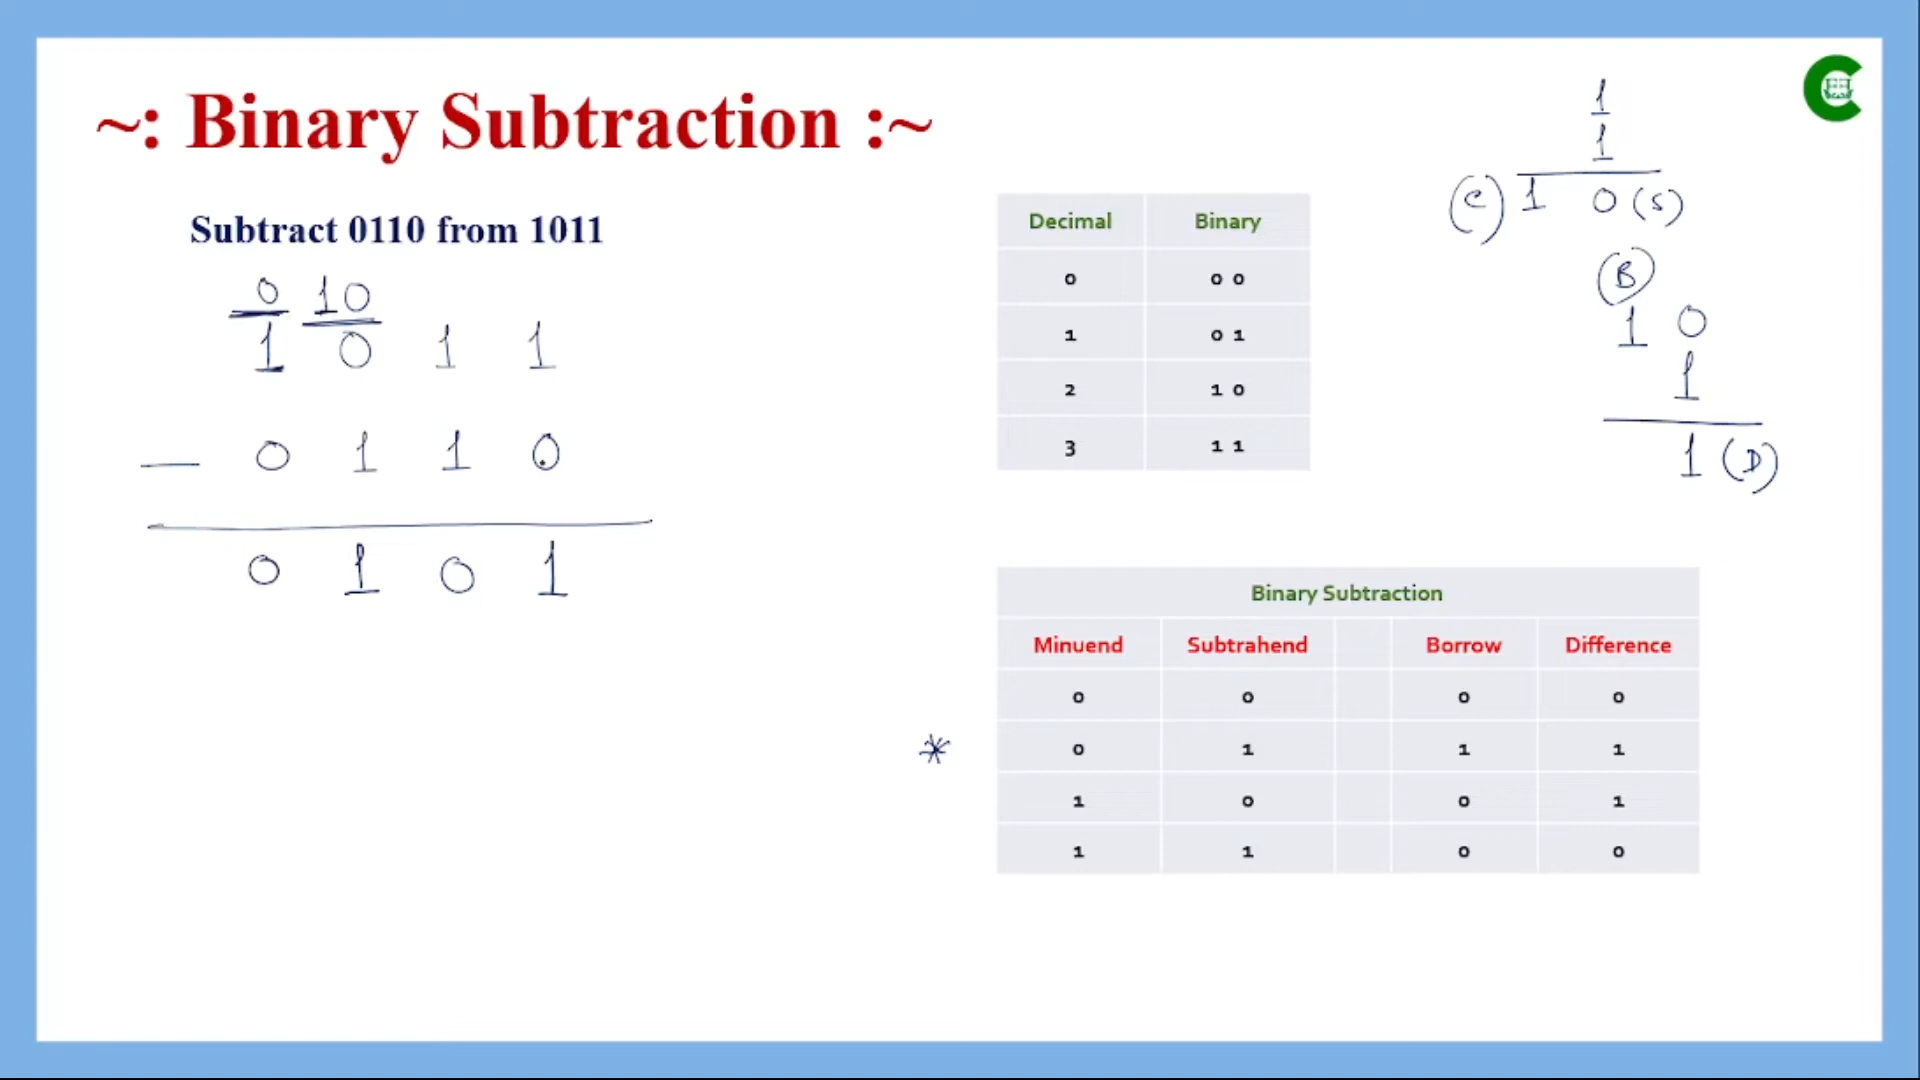 ~: Binary Subtraction :~
Subtract 0110 from 1011
0 10
1 0 1 1
— 0 1 1 0
0 1 0 1
Decimal Binary
0 0 0
1 0 1
2 1 0
3 1 1
1
1
(C) 1 0 (S)
(B)
1 0
1
1 (D)
Binary Subtraction
Minuend Subtrahend Borrow Difference
0 0 0 0
* 0 1 1 1
1 0 0 1
1 1 0 0
C